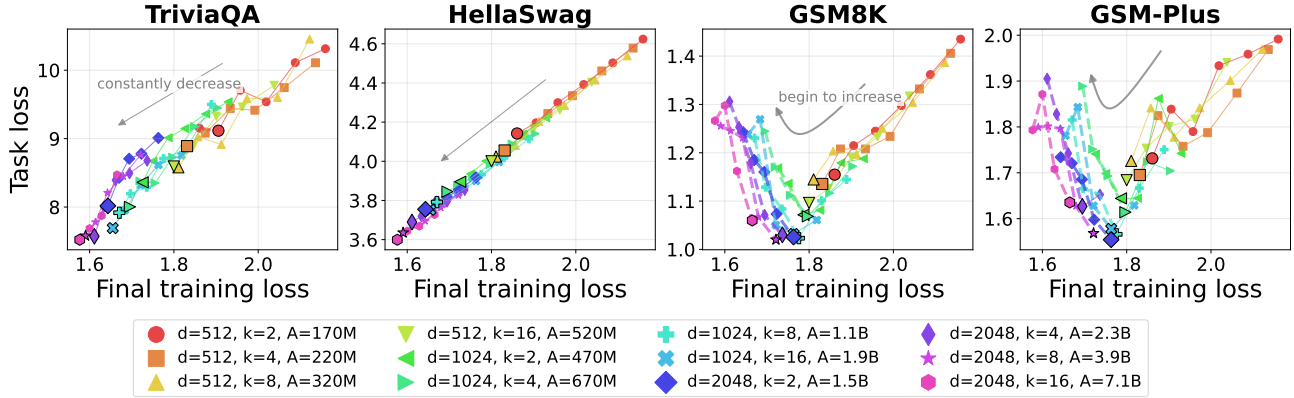 TriviaQA
HellaSwag
GSM8K
GSM-Plus
Task loss
10
9
8
constantly decrease
1.6
1.8
2.0
Final training loss
4.6
4.4
4.2
4.0
3.8
3.6
1.6
1.8
2.0
Final training loss
1.4
1.3
1.2
1.1
1.0
begin to increase
1.6
1.8
2.0
Final training loss
2.0
1.9
1.8
1.7
1.6
1.6
1.8
2.0
Final training loss
d=512, k=2, A=170M
d=512, k=4, A=220M
d=512, k=8, A=320M
d=512, k=16, A=520M
d=1024, k=2, A=470M
d=1024, k=4, A=670M
d=1024, k=8, A=1.1B
d=1024, k=16, A=1.9B
d=2048, k=2, A=1.5B
d=2048, k=4, A=2.3B
d=2048, k=8, A=3.9B
d=2048, k=16, A=7.1B